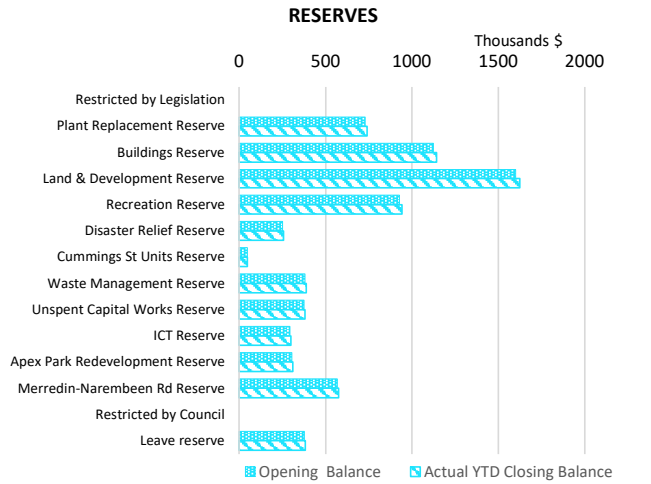 RESERVES
Thousands $
0 500 1000 1500 2000
Restricted by Legislation
Plant Replacement Reserve
Buildings Reserve
Land & Development Reserve
Recreation Reserve
Disaster Relief Reserve
Cummings St Units Reserve
Waste Management Reserve
Unspent Capital Works Reserve
ICT Reserve
Apex Park Redevelopment Reserve
Merredin-Narembeen Rd Reserve
Restricted by Council
Leave reserve
Opening Balance Actual YTD Closing Balance